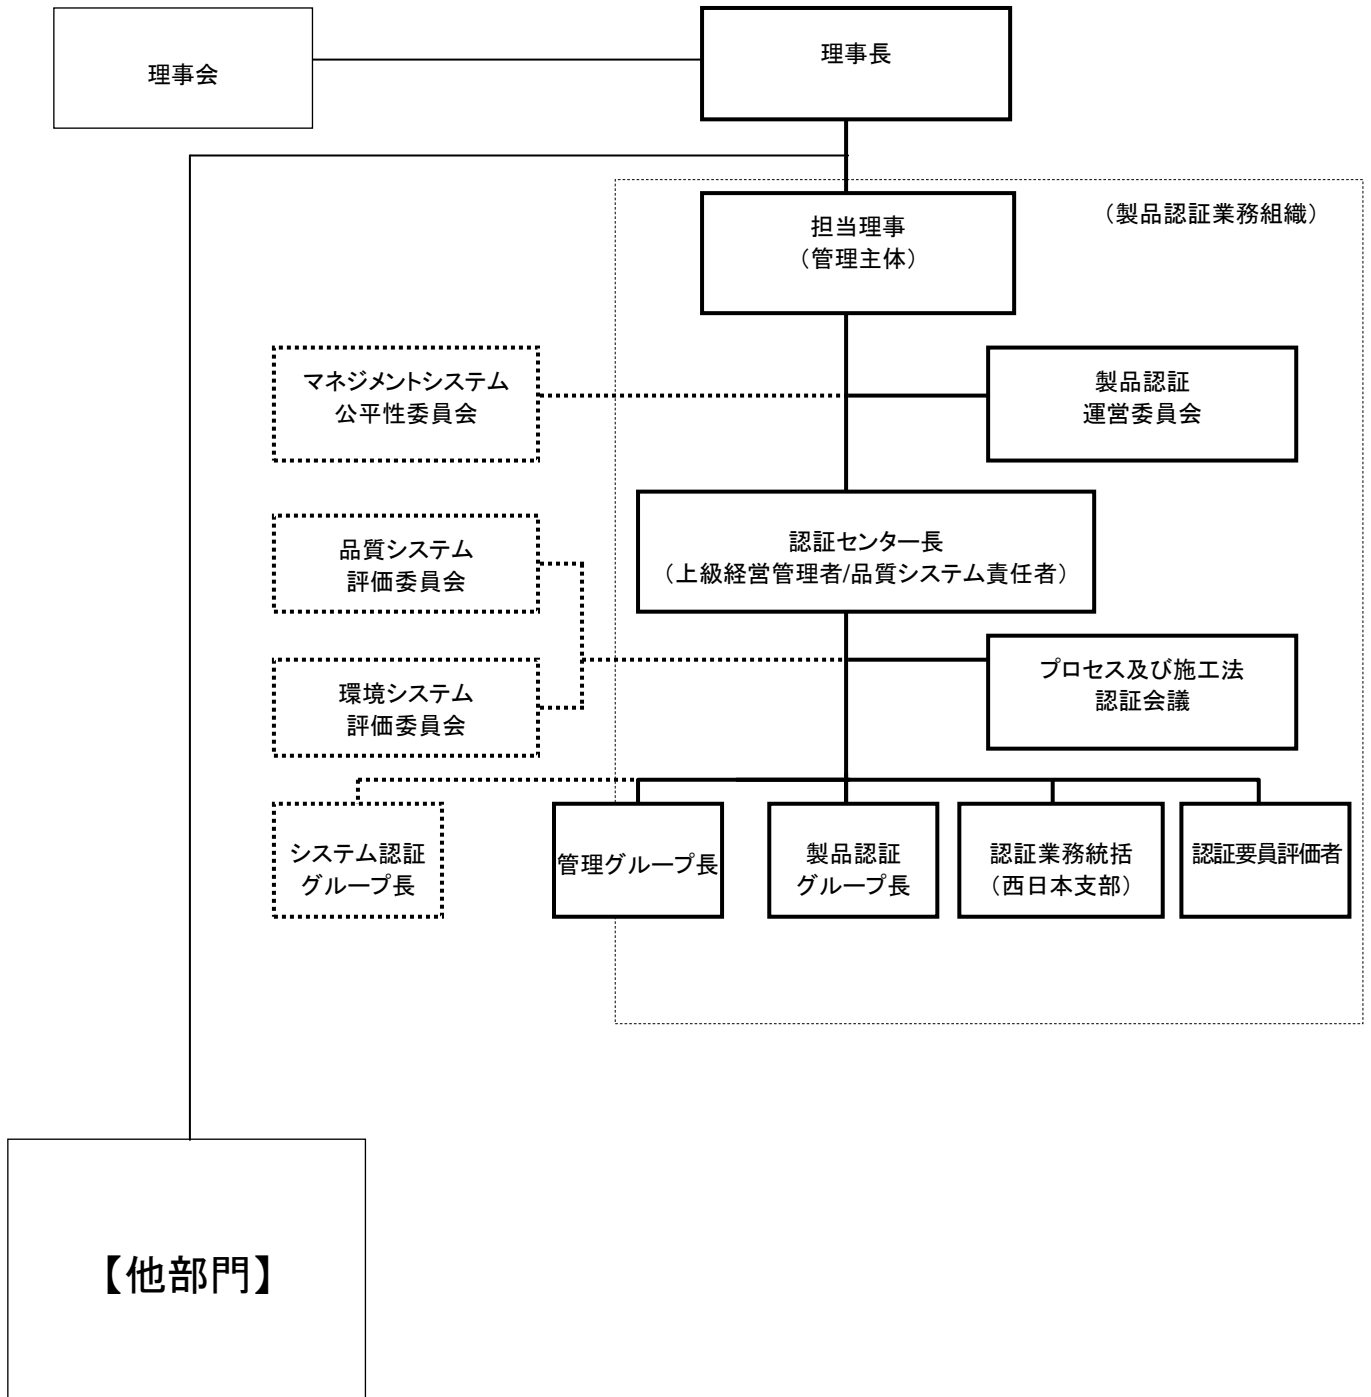 理事会
理事長
(製品認証業務組織)
担当理事
(管理主体)
マネジメントシステム
公平性委員会
製品認証
運営委員会
品質システム
評価委員会
認証センター長
(上級経営管理者/品質システム責任者)
環境システム
評価委員会
プロセス及び施工法
認証会議
システム認証
グループ長
管理グループ長
製品認証
グループ長
認証業務統括
(西日本支部)
認証要員評価者
【他部門】